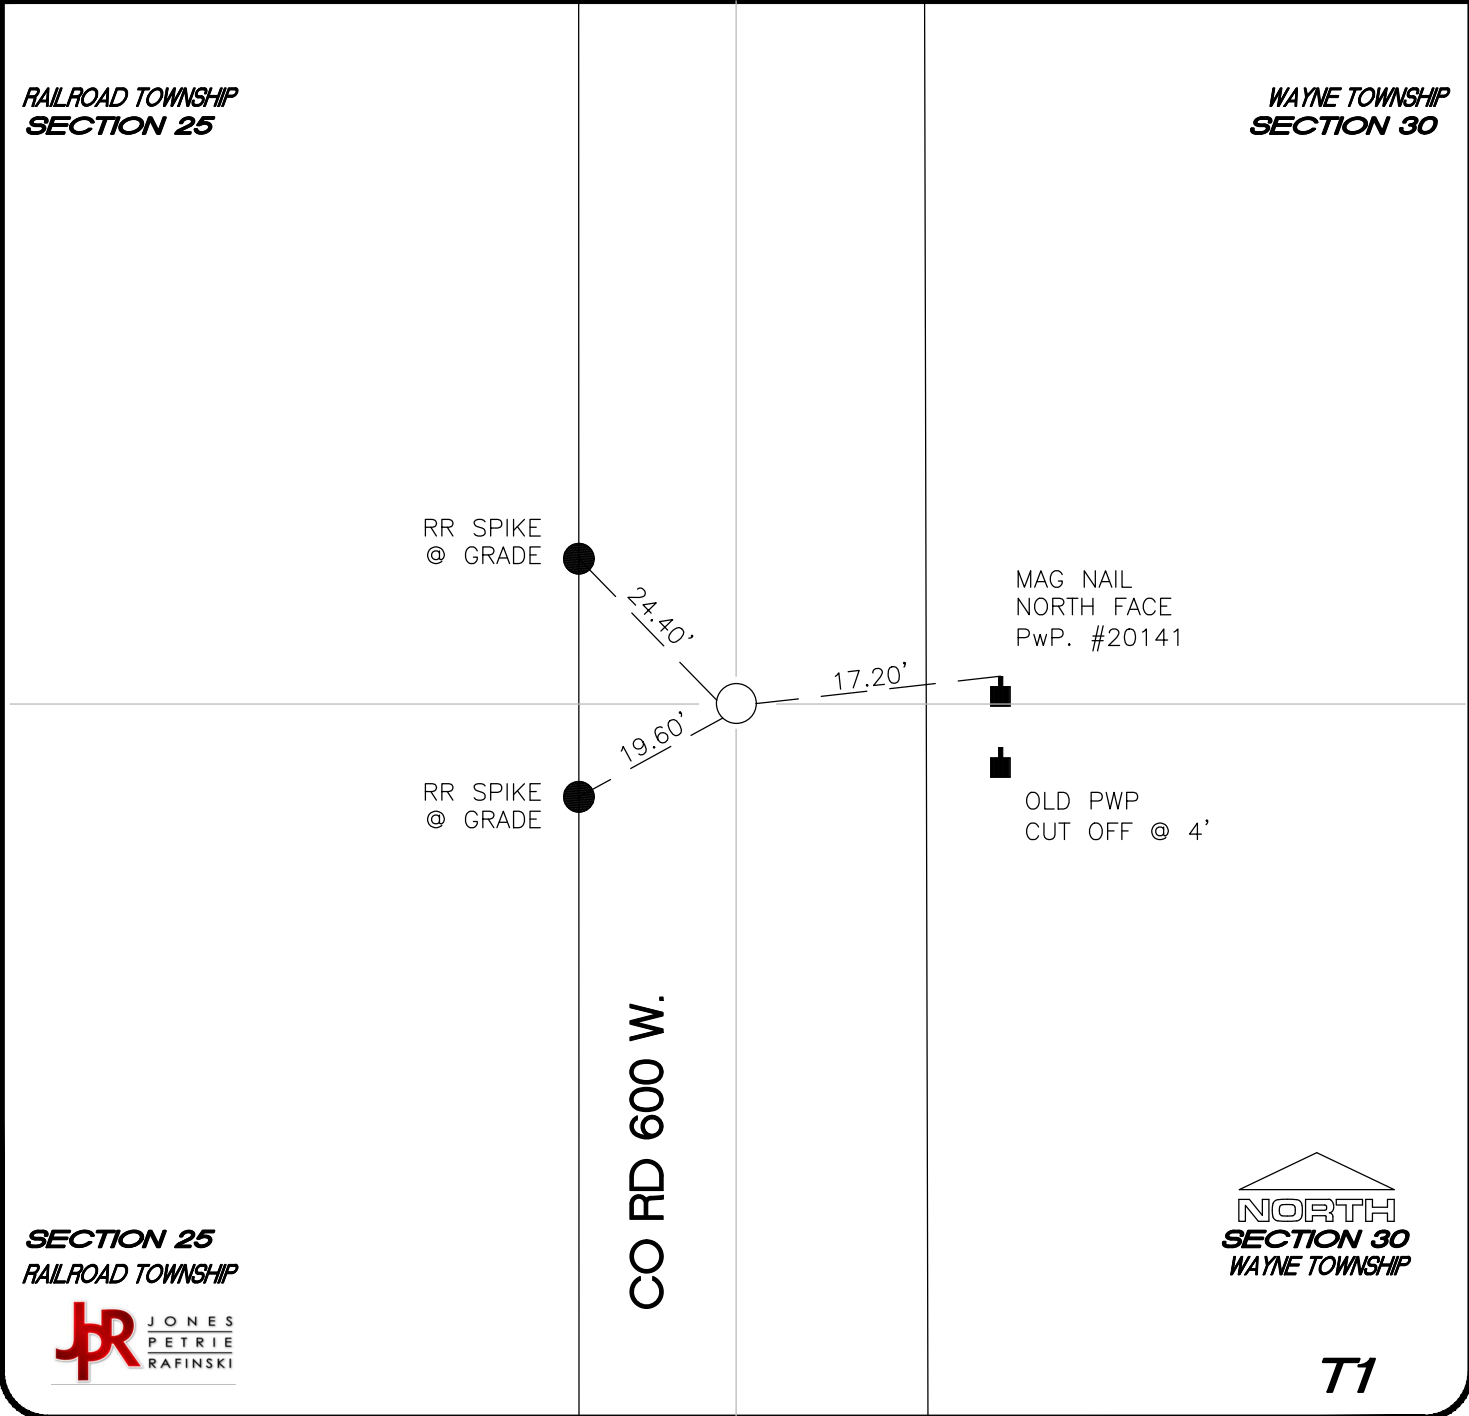 RAILROAD TOWNSHIP
SECTION 25
WAYNE TOWNSHIP
SECTION 30
RR SPIKE
@ GRADE
24.40'
MAG NAIL
NORTH FACE
PwP. #20141
17.20'
19.60'
RR SPIKE
@ GRADE
OLD PWP
CUT OFF @ 4'
CO RD 600 W.
NORTH
SECTION 30
WAYNE TOWNSHIP
SECTION 25
RAILROAD TOWNSHIP
JPR
JONES
PETRIE
RAFINSKI
T1